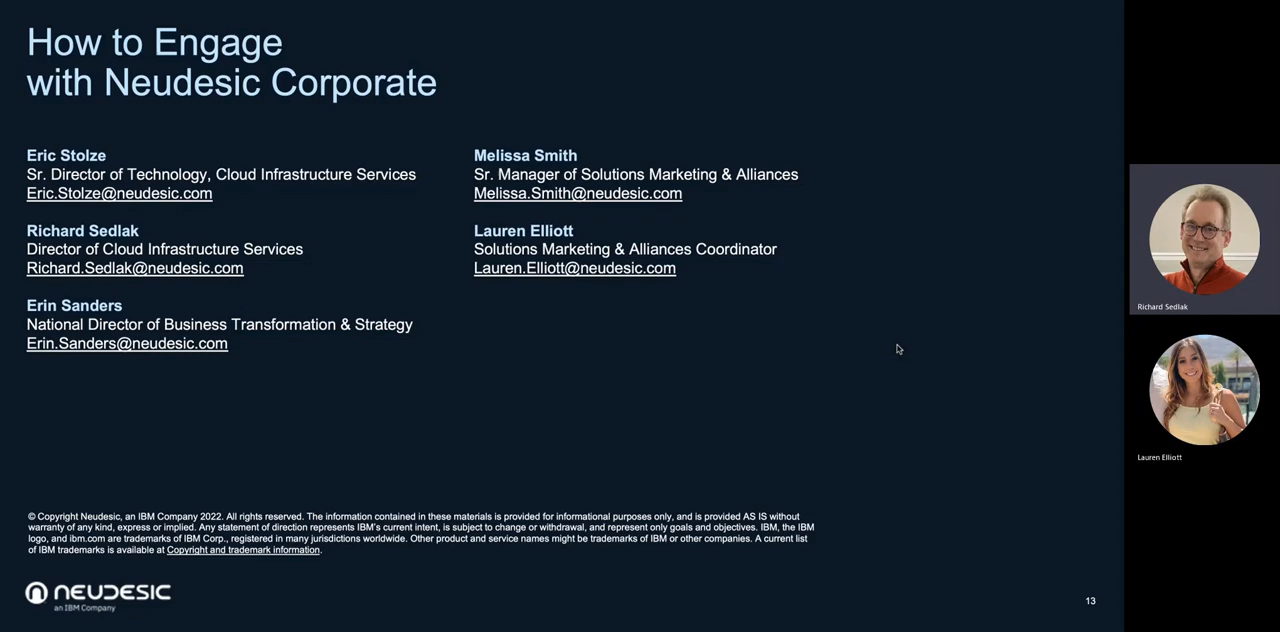 How to Engage
with Neudesic Corporate
Eric Stolze
Sr. Director of Technology, Cloud Infrastructure Services
Eric.Stolze@neudesic.com
Richard Sedlak
Director of Cloud Infrastructure Services
Richard.Sedlak@neudesic.com
Erin Sanders
National Director of Business Transformation & Strategy
Erin.Sanders@neudesic.com
Melissa Smith
Sr. Manager of Solutions Marketing & Alliances
Melissa.Smith@neudesic.com
Lauren Elliott
Solutions Marketing & Alliances Coordinator
Lauren.Elliott@neudesic.com
© Copyright Neudesic, an IBM Company 2022. All rights reserved. The information contained in these materials is provided for informational purposes only, and is provided AS IS without
warranty of any kind, express or implied. Any statement of direction represents IBM's current intent, is subject to change or withdrawal, and represent only goals and objectives. IBM, the IBM
logo, and ibm.com are trademarks of IBM Corp., registered in many jurisdictions worldwide. Other product and service names might be trademarks of IBM or other companies. A current list
of IBM trademarks is available at Copyright and trademark information.
NEUDESIC
an IBM Company
13
Richard Sedlak
Lauren Elliott